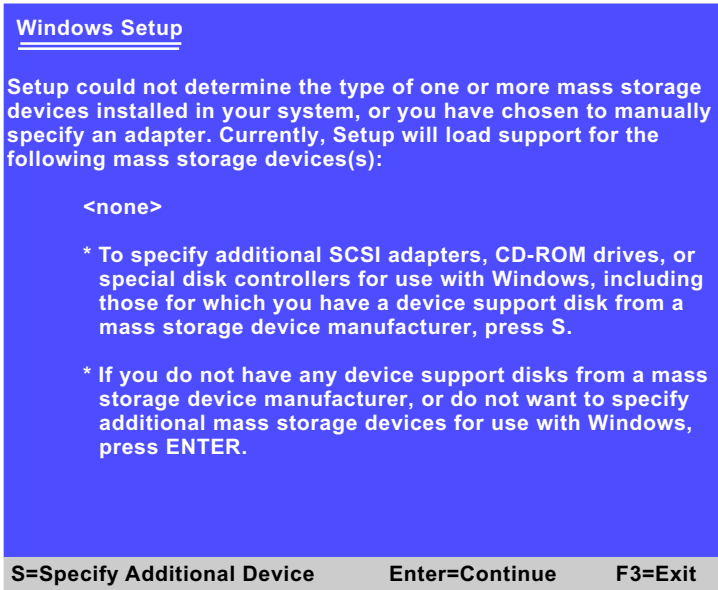 Windows Setup
Setup could not determine the type of one or more mass storage
devices installed in your system, or you have chosen to manually
specify an adapter. Currently, Setup will load support for the
following mass storage devices(s):
<none>
* To specify additional SCSI adapters, CD-ROM drives, or
special disk controllers for use with Windows, including
those for which you have a device support disk from a
mass storage device manufacturer, press S.
* If you do not have any device support disks from a mass
storage device manufacturer, or do not want to specify
additional mass storage devices for use with Windows,
press ENTER.
S=Specify Additional Device Enter=Continue F3=Exit